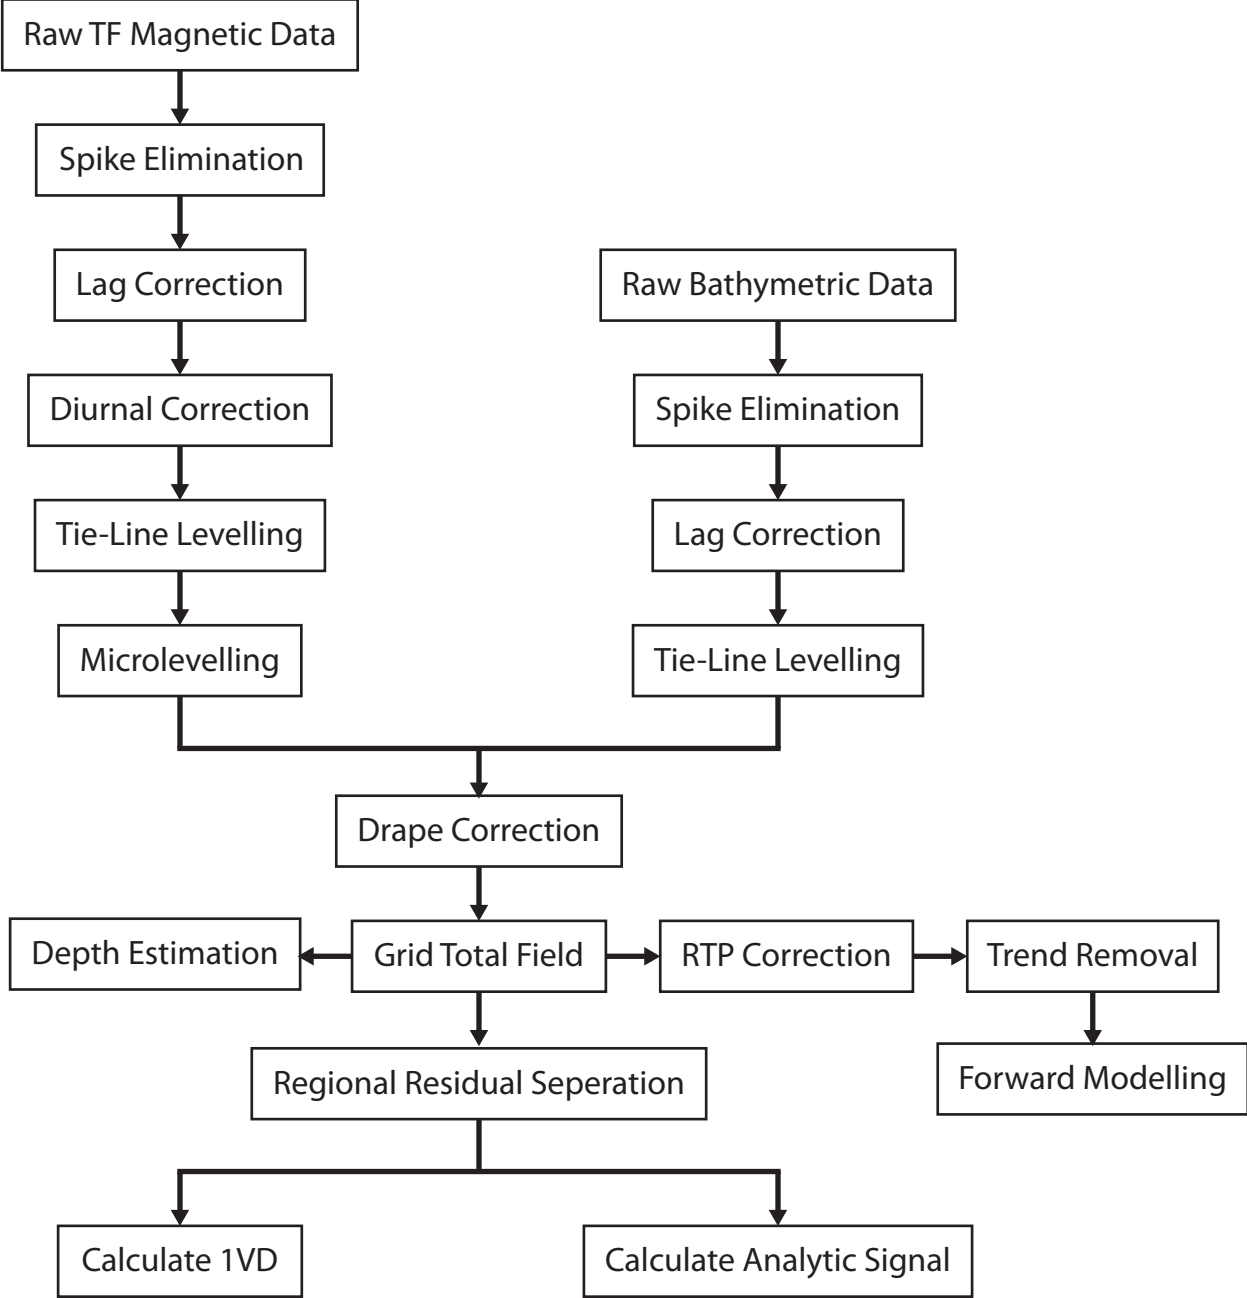 Raw TF Magnetic Data
Spike Elimination
Lag Correction
Diurnal Correction
Tie-Line Levelling
Microlevelling
Raw Bathymetric Data
Spike Elimination
Lag Correction
Tie-Line Levelling
Drape Correction
Depth Estimation
Grid Total Field
RTP Correction
Trend Removal
Forward Modelling
Regional Residual Seperation
Calculate 1VD
Calculate Analytic Signal